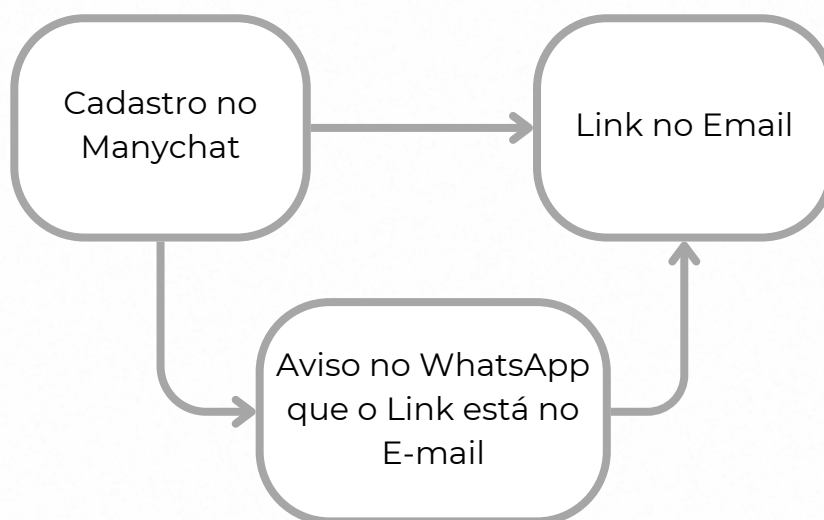 Cadastro no
Manychat
Link no Email
Aviso no WhatsApp
que o Link está no
E-mail